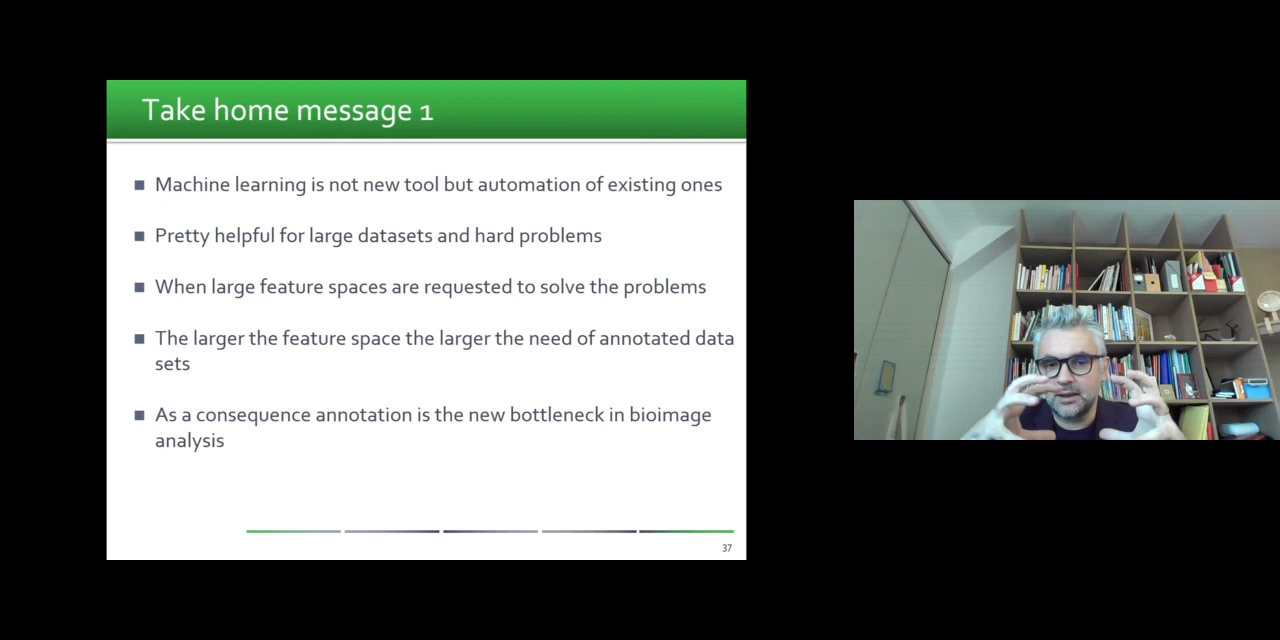 Take home message 1
Machine learning is not new tool but automation of existing ones
Pretty helpful for large datasets and hard problems
When large feature spaces are requested to solve the problems
The larger the feature space the larger the need of annotated data
sets
As a consequence annotation is the new bottleneck in bioimage
analysis
37